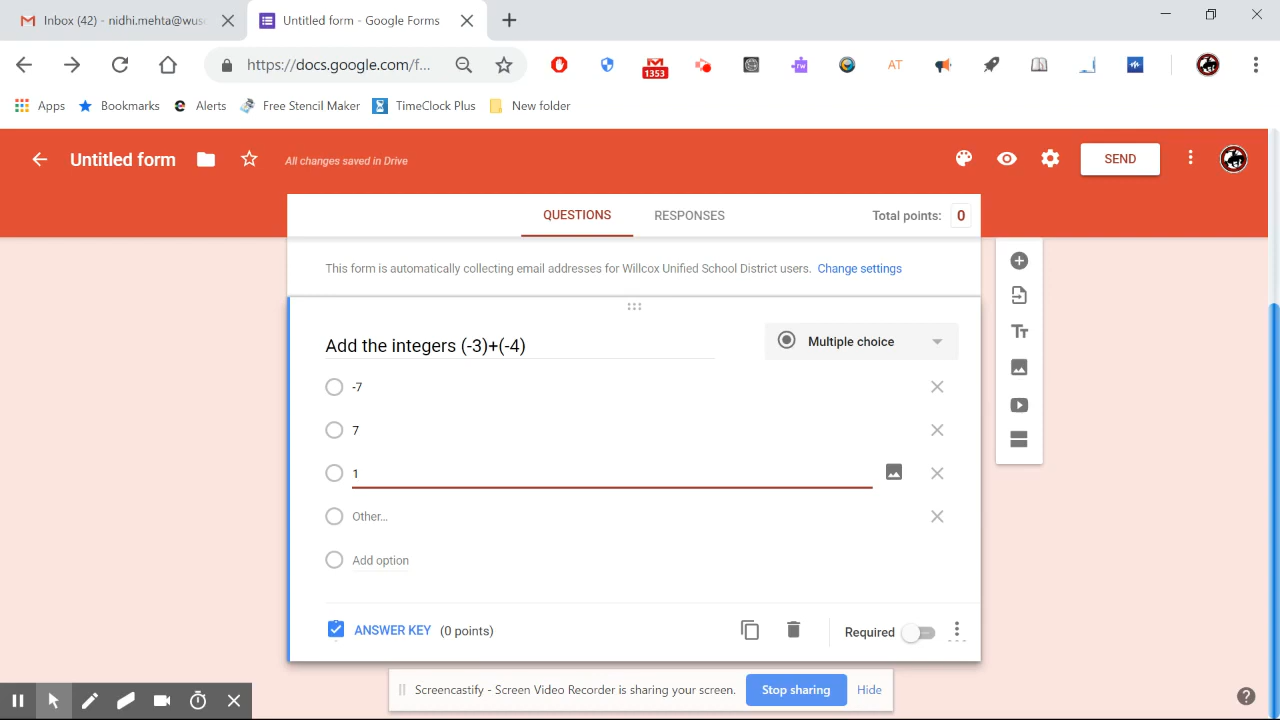 Inbox (42) - nidhi.mehta@wus
Untitled form - Google Forms
https://docs.google.com/f...
1353
rw
AT
Apps
Bookmarks
Alerts
Free Stencil Maker
TimeClock Plus
New folder
Untitled form
All changes saved in Drive
SEND
QUESTIONS
RESPONSES
Total points: 0
This form is automatically collecting email addresses for Willcox Unified School District users. Change settings
Add the integers (-3)+(-4)
Multiple choice
-7
7
1
Other...
Add option
ANSWER KEY (0 points)
Required
Screencastify - Screen Video Recorder is sharing your screen.
Stop sharing
Hide